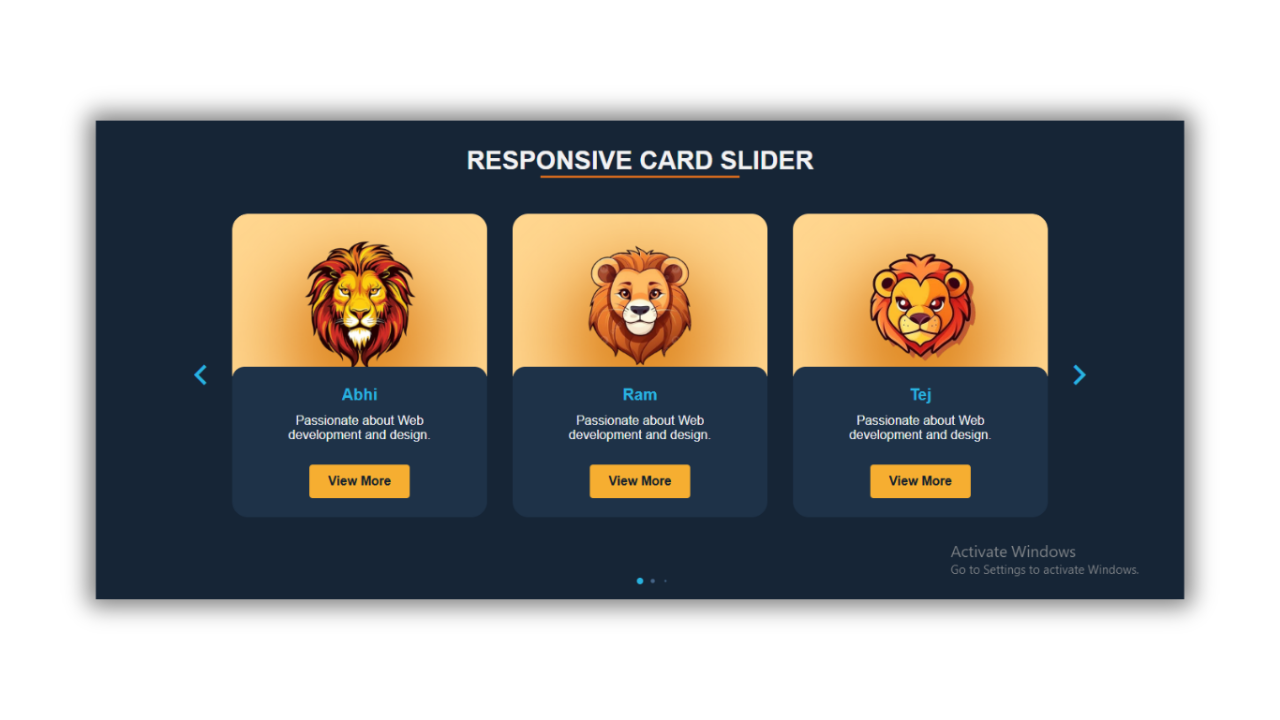 RESPONSIVE CARD SLIDER
Abhi
Passionate about Web
development and design.
View More
Ram
Passionate about Web
development and design.
View More
Tej
Passionate about Web
development and design.
View More
Activate Windows
Go to Settings to activate Windows.